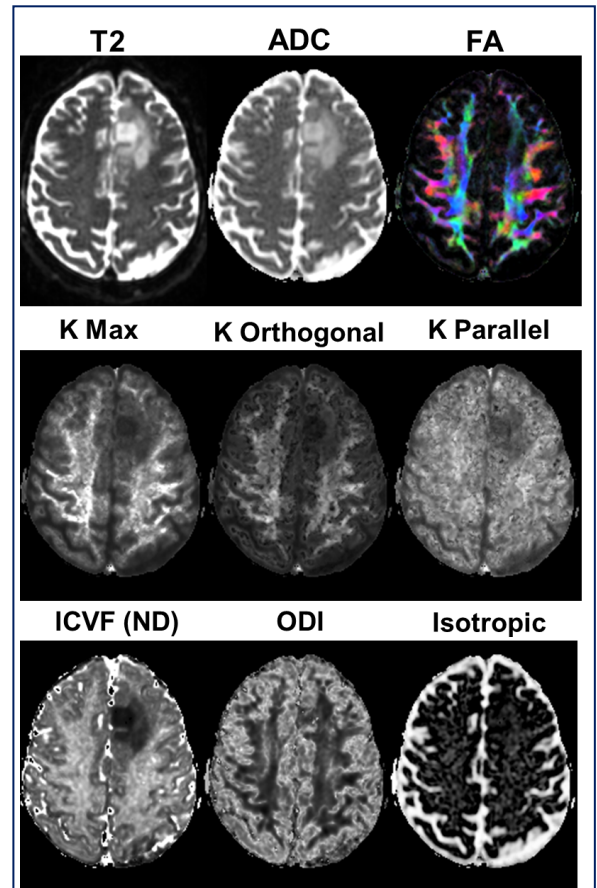 T2 ADC FA
K Max K Orthogonal K Parallel
ICVF (ND) ODI Isotropic